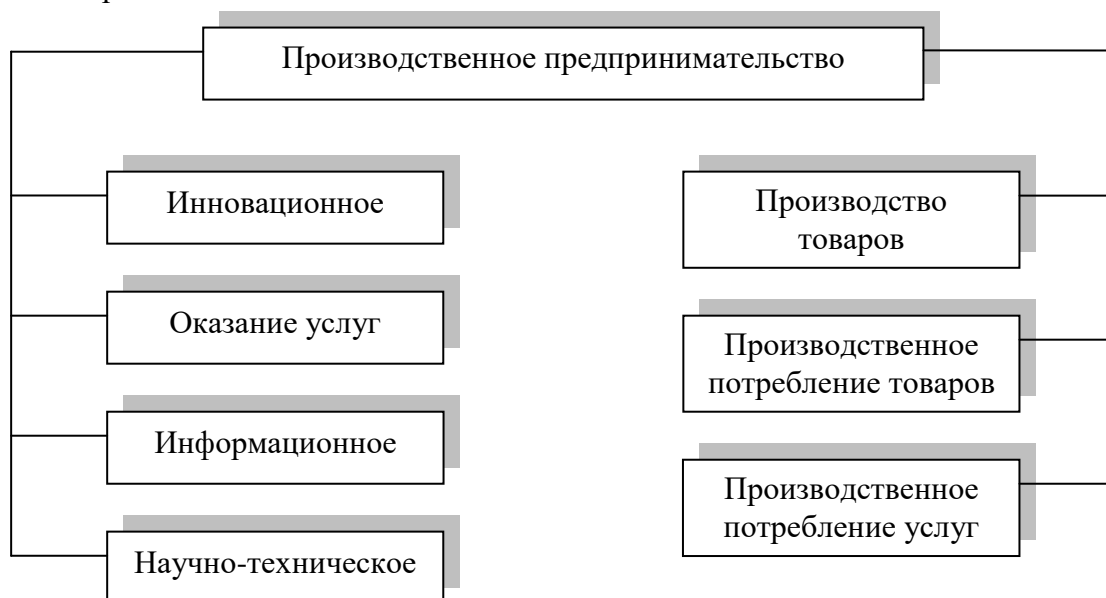 Производственное предпринимательство
Инновационное
Оказание услуг
Информационное
Научно-техническое
Производство
товаров
Производственное
потребление товаров
Производственное
потребление услуг